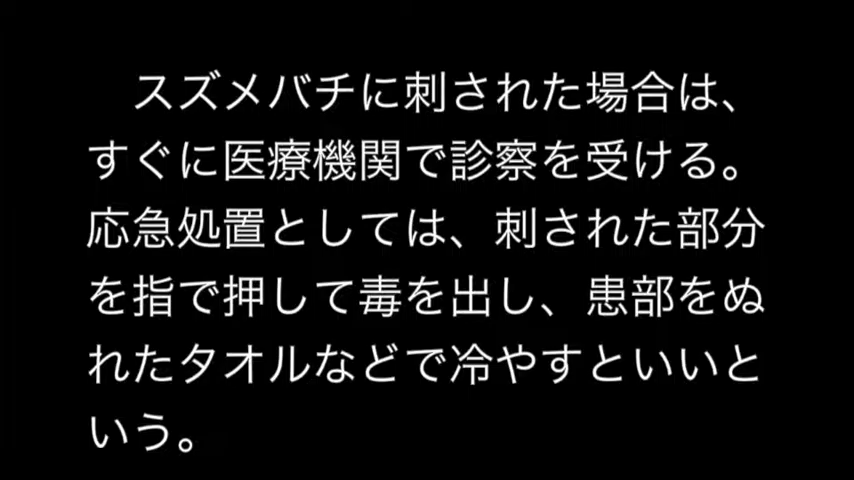 スズメバチに刺された場合は、
すぐに医療機関で診察を受ける。
応急処置としては、刺された部分
を指で押して毒を出し、患部をぬ
れたタオルなどで冷やすといいと
いう。